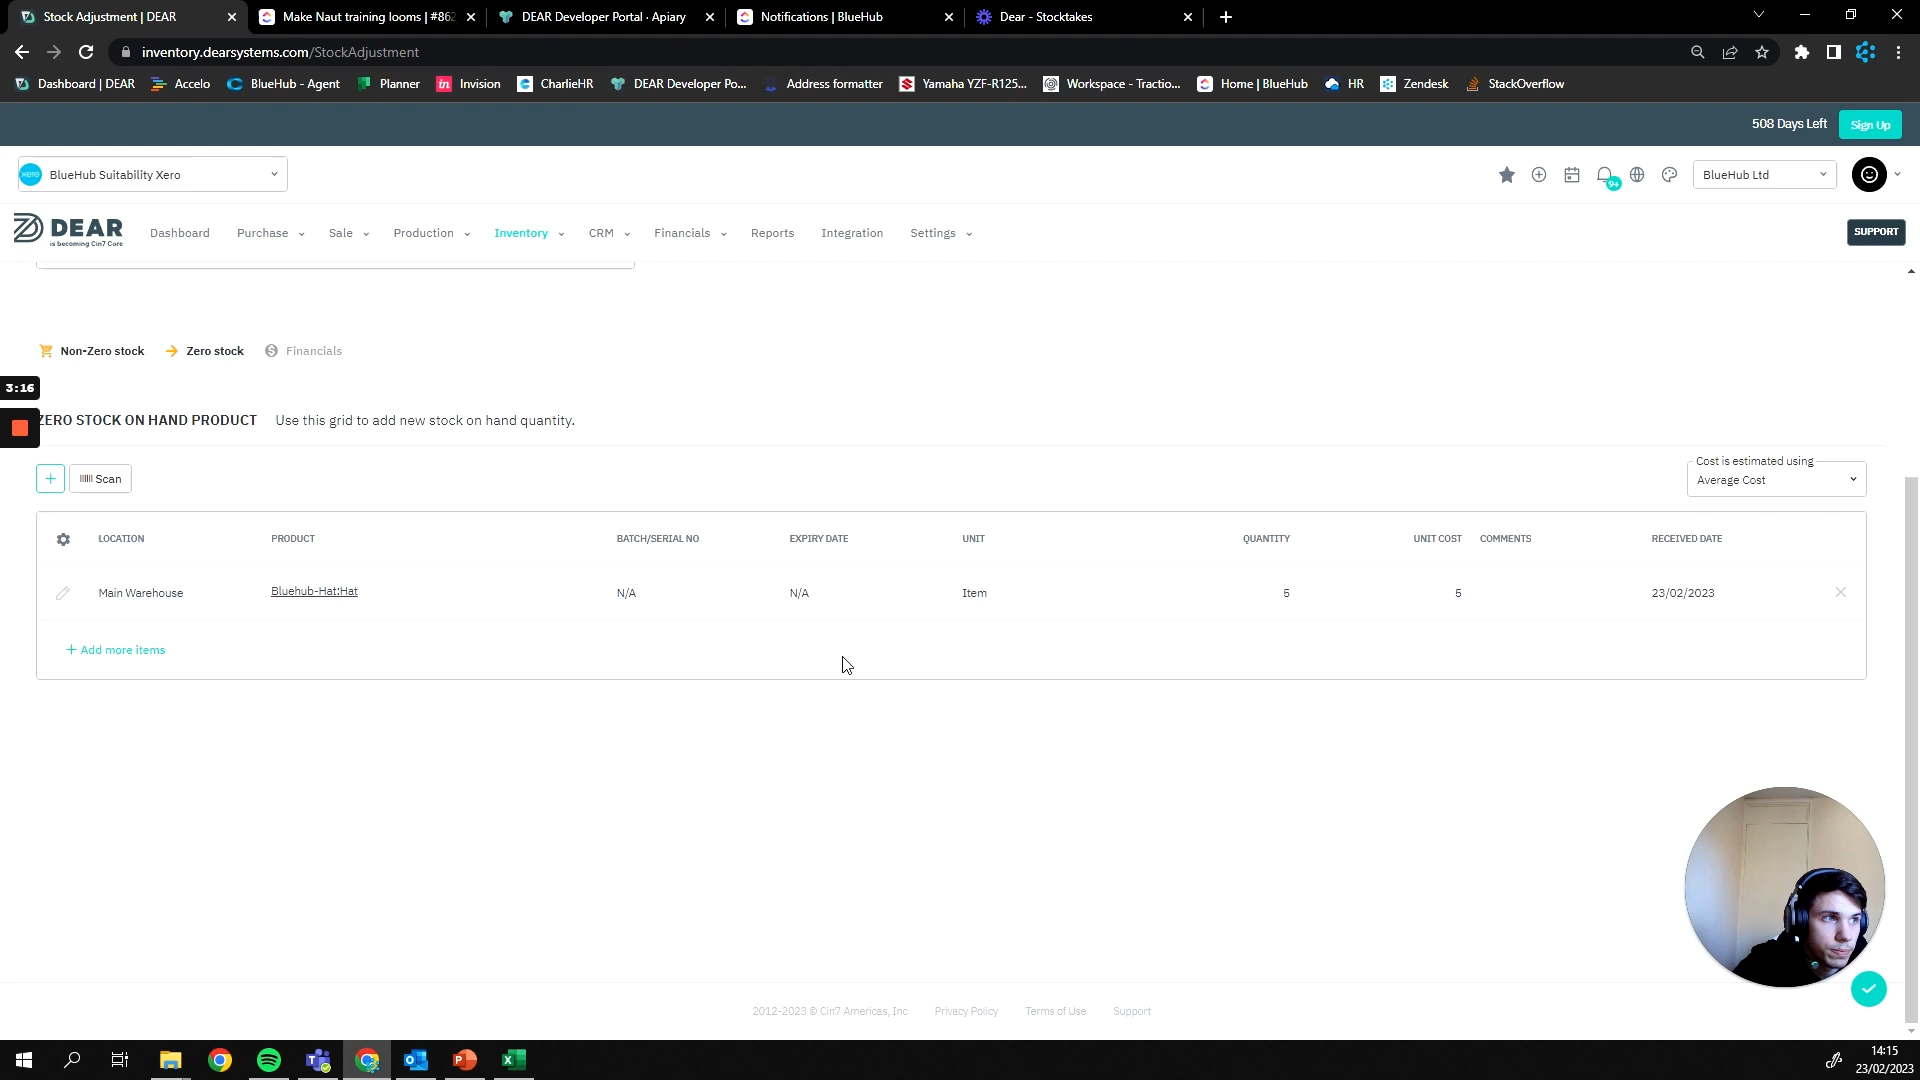 Stock Adjustment | DEAR
Make Naut training looms | #862
DEAR Developer Portal · Apiary
Notifications | BlueHub
Dear - Stocktakes
inventory.dearsystems.com/StockAdjustment
Dashboard | DEAR
Accelo
BlueHub - Agent
Planner
Invision
CharlieHR
DEAR Developer Po...
Address formatter
Yamaha YZF-R125...
Workspace - Tractio...
Home | BlueHub
HR
Zendesk
StackOverflow
508 Days Left
Sign Up
xero
BlueHub Suitability Xero
9+
BlueHub Ltd
DEAR
is becoming Cin7 Core
Dashboard
Purchase
Sale
Production
Inventory
CRM
Financials
Reports
Integration
Settings
SUPPORT
Non-Zero stock
Zero stock
Financials
3:16
ZERO STOCK ON HAND PRODUCT
Use this grid to add new stock on hand quantity.
+
Scan
Cost is estimated using
Average Cost
LOCATION
PRODUCT
BATCH/SERIAL NO
EXPIRY DATE
UNIT
QUANTITY
UNIT COST
COMMENTS
RECEIVED DATE
Main Warehouse
Bluehub-Hat:Hat
N/A
N/A
Item
5
5
23/02/2023
+ Add more items
2012-2023 © Cin7 Americas, Inc
Privacy Policy
Terms of Use
Support
14:15
23/02/2023